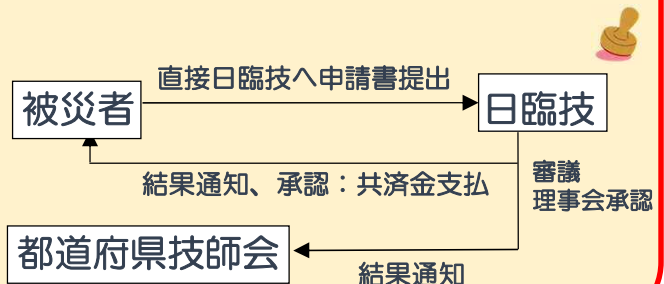 直接日臨技へ申請書提出
被災者
日臨技
結果通知、承認：共済金支払
審議
理事会承認
都道府県技師会
結果通知